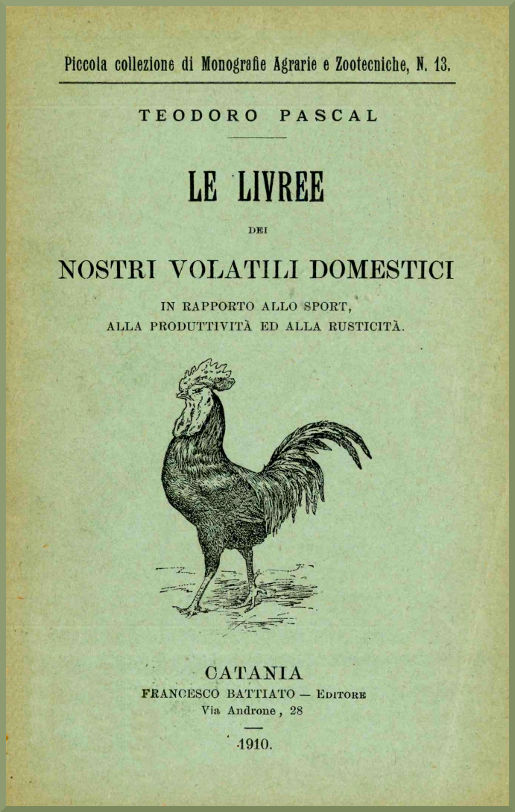 Piccola collezione di Monografie Agrarie e Zootecniche, N. 13.
TEODORO PASCAL
LE LIVREE
DEI
NOSTRI VOLATILI DOMESTICI
IN RAPPORTO ALLO SPORT,
ALLA PRODUTTIVITÀ ED ALLA RUSTICITÀ.
CATANIA
FRANCESCO BATTIATO — EDITORE
Via Androne, 28
1910.